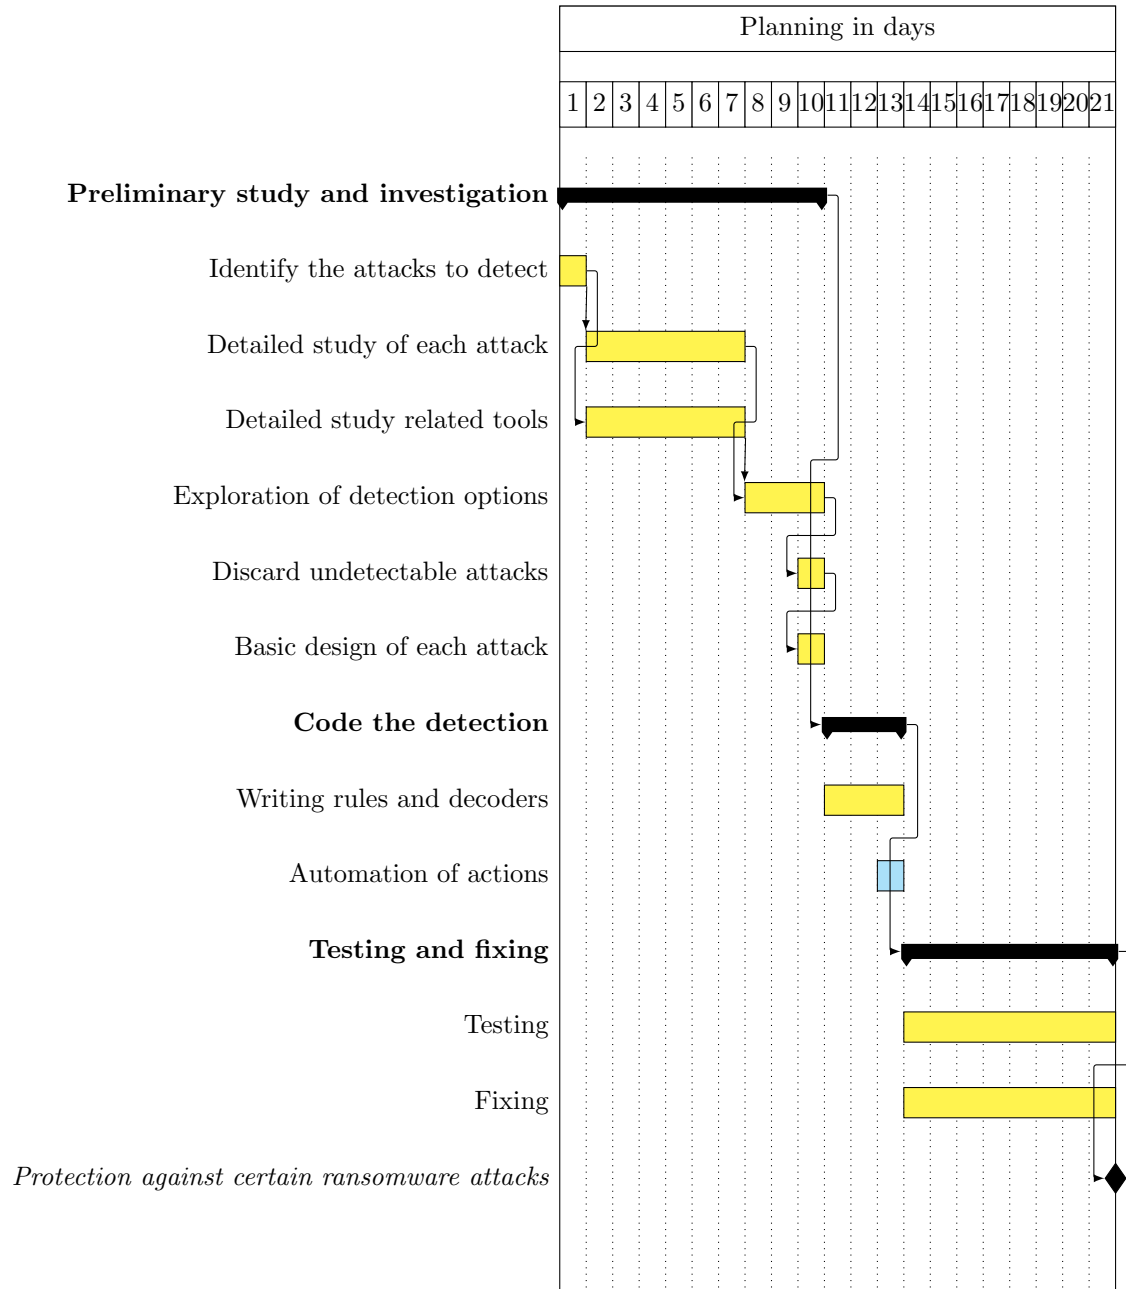 Planning in days
1 2 3 4 5 6 7 8 9 10 11 12 13 14 15 16 17 18 19 20 21
Preliminary study and investigation
Identify the attacks to detect
Detailed study of each attack
Detailed study related tools
Exploration of detection options
Discard undetectable attacks
Basic design of each attack
Code the detection
Writing rules and decoders
Automation of actions
Testing and fixing
Testing
Fixing
Protection against certain ransomware attacks